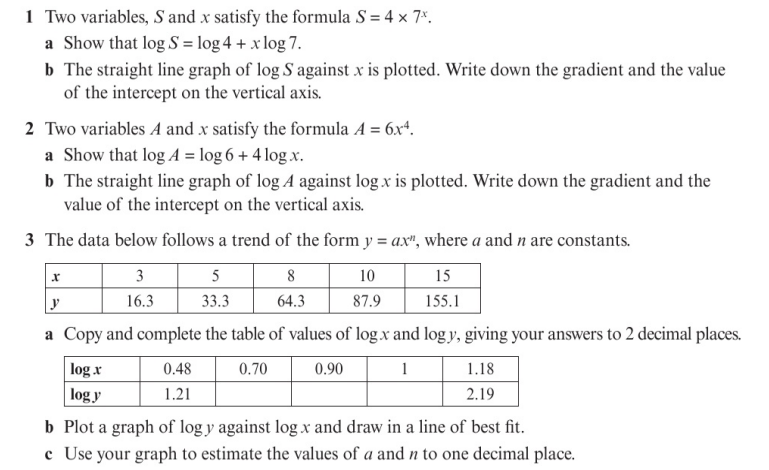 1 Two variables, S and x satisfy the formula S = 4 × 7ˣ.
a Show that log S = log 4 + x log 7.
b The straight line graph of log S against x is plotted. Write down the gradient and the value
of the intercept on the vertical axis.
2 Two variables A and x satisfy the formula A = 6x⁴.
a Show that log A = log 6 + 4 log x.
b The straight line graph of log A against log x is plotted. Write down the gradient and the
value of the intercept on the vertical axis.
3 The data below follows a trend of the form y = axⁿ, where a and n are constants.
x 3 5 8 10 15
y 16.3 33.3 64.3 87.9 155.1
a Copy and complete the table of values of log x and log y, giving your answers to 2 decimal places.
log x 0.48 0.70 0.90 1 1.18
log y 1.21 2.19
b Plot a graph of log y against log x and draw in a line of best fit.
c Use your graph to estimate the values of a and n to one decimal place.